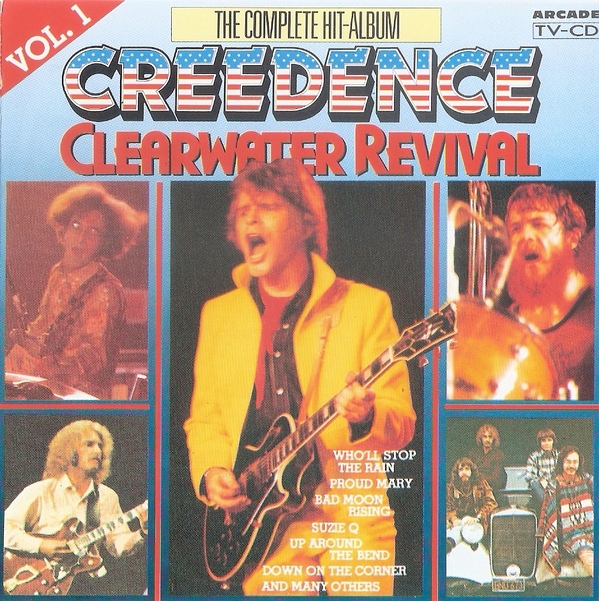 VOL. 1
THE COMPLETE HIT-ALBUM
ARCADE
TV-CD
CREEDENCE
CLEARWATER REVIVAL
WHO'LL STOP
THE RAIN
PROUD MARY
BAD MOON
RISING
SUZIE Q
UP AROUND
THE BEND
DOWN ON THE CORNER
AND MANY OTHERS